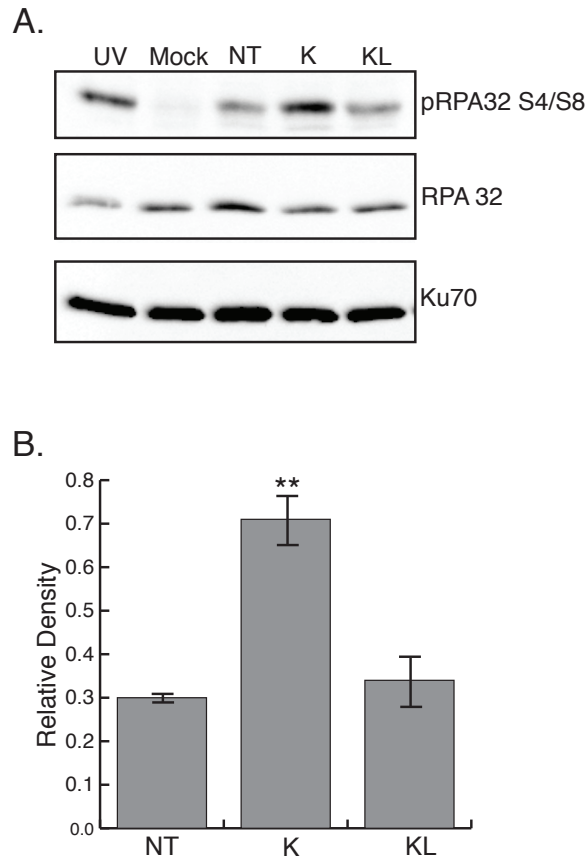 A.
UV Mock NT K KL
pRPA32 S4/S8
RPA 32
Ku70
B.
**
0.8
0.7
0.6
0.5
0.4
0.3
0.2
0.1
0.0
Relative Density
NT K KL